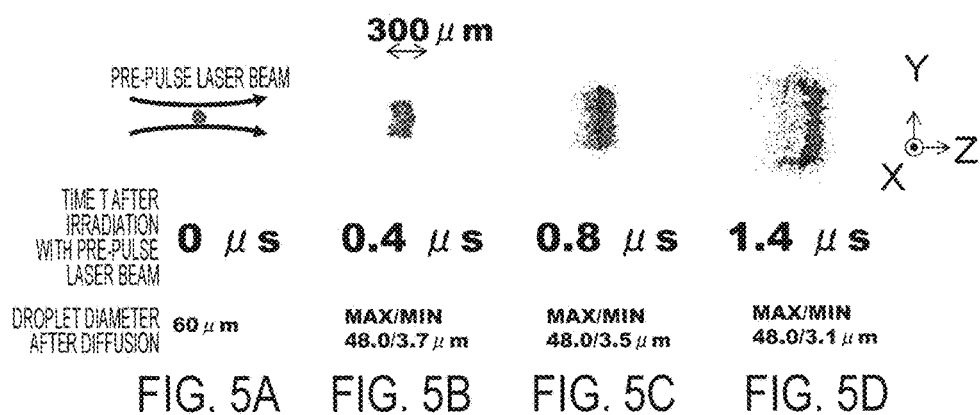 300 μm
PRE-PULSE LASER BEAM
Y
Z
X
TIME T AFTER
IRRADIATION
WITH PRE-PULSE
LASER BEAM
0 μs
0.4 μs
0.8 μs
1.4 μs
DROPLET DIAMETER
AFTER DIFFUSION
60 μm
MAX/MIN
48.0/3.7 μm
MAX/MIN
48.0/3.5 μm
MAX/MIN
48.0/3.1 μm
FIG. 5A
FIG. 5B
FIG. 5C
FIG. 5D